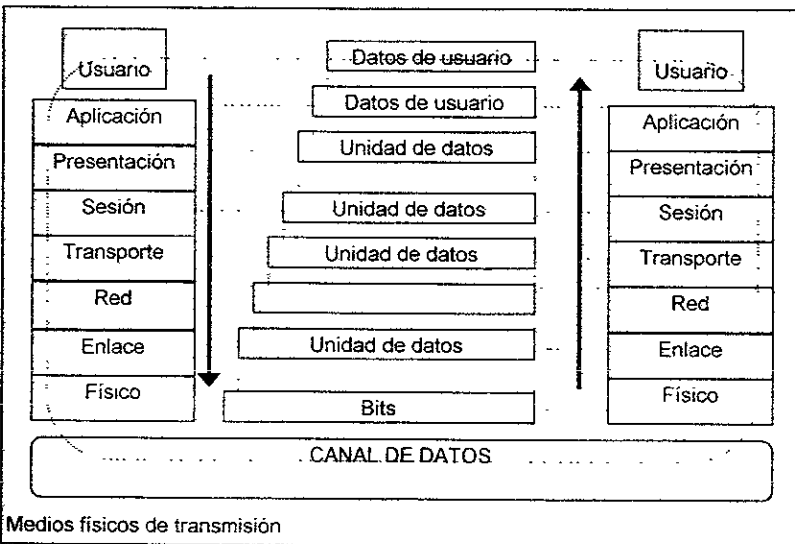 Usuario
Aplicación
Presentación
Sesión
Transporte
Red
Enlace
Físico
Datos de usuario
Datos de usuario
Unidad de datos
Unidad de datos
Unidad de datos
Unidad de datos
Bits
Usuario
Aplicación
Presentación
Sesión
Transporte
Red
Enlace
Físico
CANAL DE DATOS
Medios físicos de transmisión